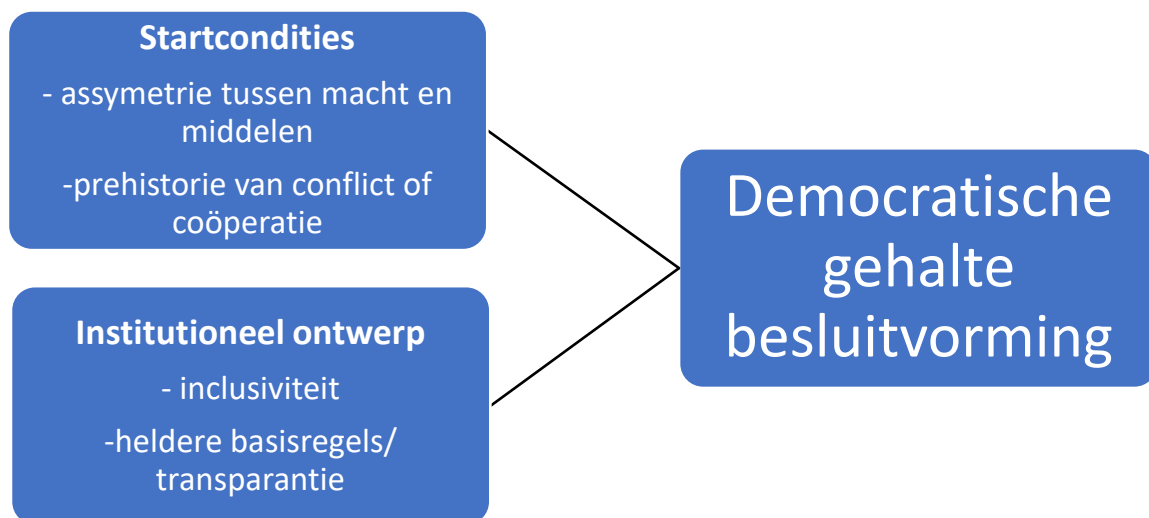 Startcondities
- assymetrie tussen macht en
middelen
-prehistorie van conflict of
coöperatie
Institutioneel ontwerp
- inclusiviteit
-heldere basisregels/
transparantie
Democratische
gehalte
besluitvorming